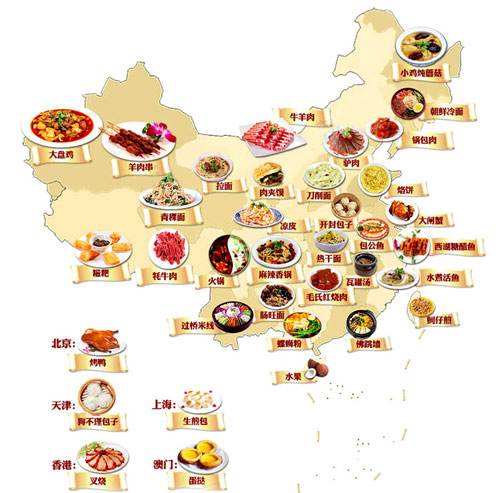 小鸡炖蘑菇
朝鲜冷面
牛羊肉
锅包肉
大盘鸡
羊肉串
驴肉
拉面
肉夹馍
刀削面
烙饼
青稞面
凉皮
开封包子
大闸蟹
包公鱼
西湖糖醋鱼
糍粑
牦牛肉
火锅
麻辣香锅
热干面
瓦罐汤
水煮活鱼
毛氏红烧肉
过桥米线
肠旺面
螺蛳粉
佛跳墙
蚵仔煎
水果
北京：
烤鸭
天津：
狗不理包子
上海：
生煎包
香港：
叉烧
澳门：
蛋挞